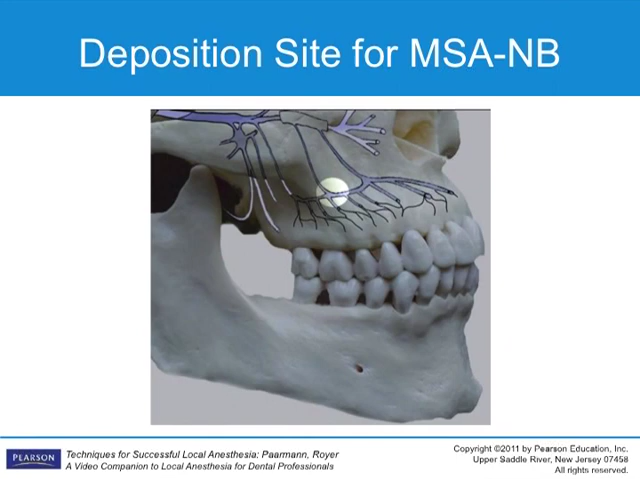 Deposition Site for MSA-NB
PEARSON
Techniques for Successful Local Anesthesia: Paarmann, Royer
A Video Companion to Local Anesthesia for Dental Professionals
Copyright ©2011 by Pearson Education, Inc.
Upper Saddle River, New Jersey 07458
All rights reserved.